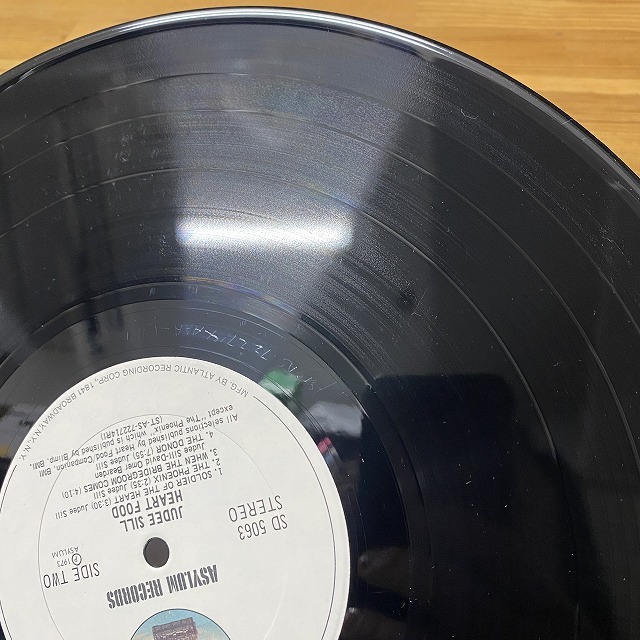 ASYLUM RECORDS
SIDE TWO
℗ 1973
ASYLUM
SD 5063
STEREO
JUDEE SILL
HEART FOOD
1. SOLDIER OF THE HEART (3:30) Judee Sill
2. THE PHOENIX (2:35) Judee Sill
3. WHEN THE BRIDEGROOM COMES (4:10)
Judee Sill-David Omer Bearden
4. THE DONOR (7:55) Judee Sill
All selections published by Heart Food/Companion, BMI
except "The Phoenix" which is published by Blimp, BMI.
(ST-AS-722714RI)
MFG. BY ATLANTIC RECORDING CORP., 1841 BROADWAY, N.Y., N.Y.